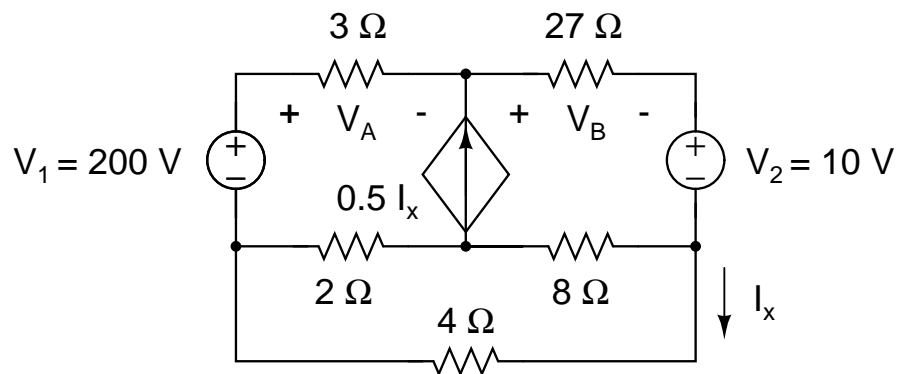 3 Ω 27 Ω
+ V_A - + V_B -
V_1 = 200 V + − + − V_2 = 10 V
0.5 I_x
2 Ω 8 Ω
I_x
4 Ω